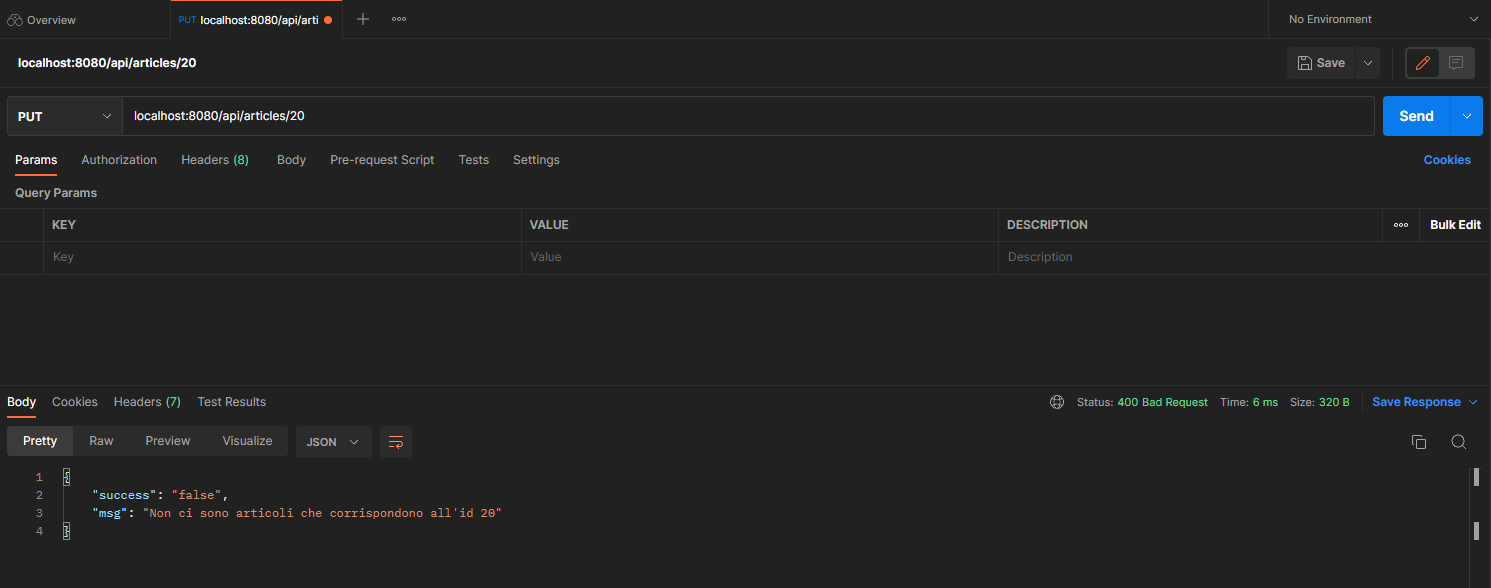 Overview
PUT localhost:8080/api/arti
No Environment
localhost:8080/api/articles/20
Save
PUT
localhost:8080/api/articles/20
Send
Params Authorization Headers (8) Body Pre-request Script Tests Settings Cookies
Query Params
KEY VALUE DESCRIPTION Bulk Edit
Key Value Description
Body Cookies Headers (7) Test Results Status: 400 Bad Request Time: 6 ms Size: 320 B Save Response
Pretty Raw Preview Visualize JSON
1 {
2 "success": "false",
3 "msg": "Non ci sono articoli che corrispondono all'id 20"
4 }